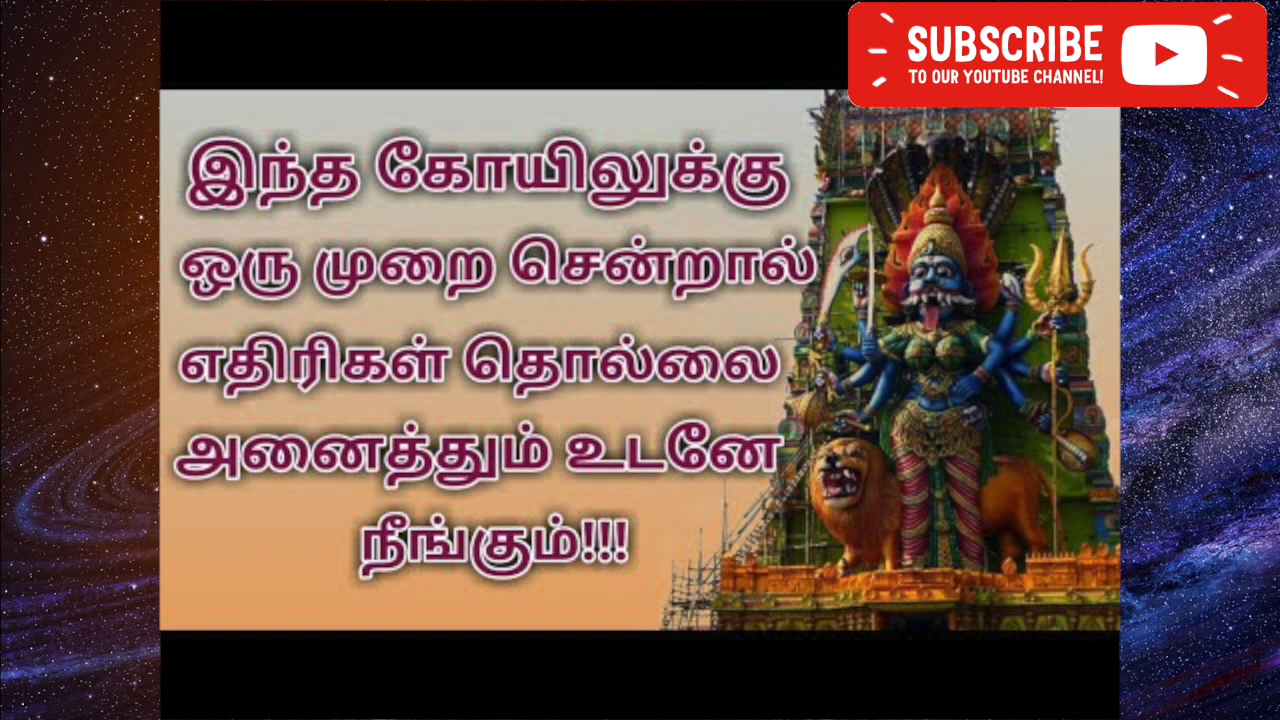 SUBSCRIBE
TO OUR YOUTUBE CHANNEL!
இந்த கோயிலுக்கு
ஒரு முறை சென்றால்
எதிரிகள் தொல்லை
அனைத்தும் உடனே
நீங்கும்!!!